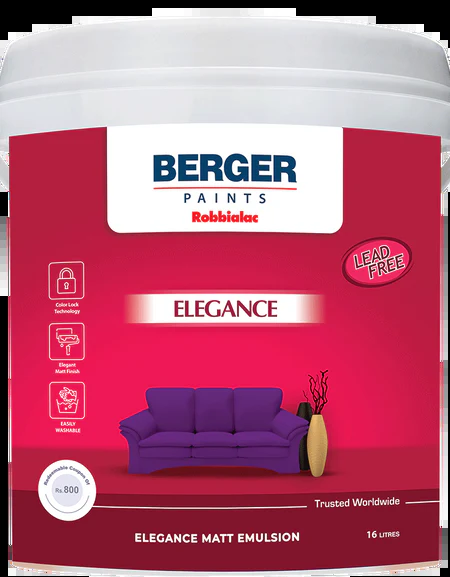 BERGER
PAINTS
Robbialac
LEAD
FREE
ELEGANCE
Color Lock
Technology
Elegant
Matt Finish
EASILY
WASHABLE
Redeemable Coupon Of
Rs.800
Trusted Worldwide
ELEGANCE MATT EMULSION
16 LITRES